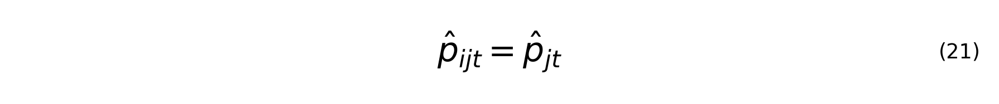 p̂ᵢⱼₜ = p̂ⱼₜ (21)